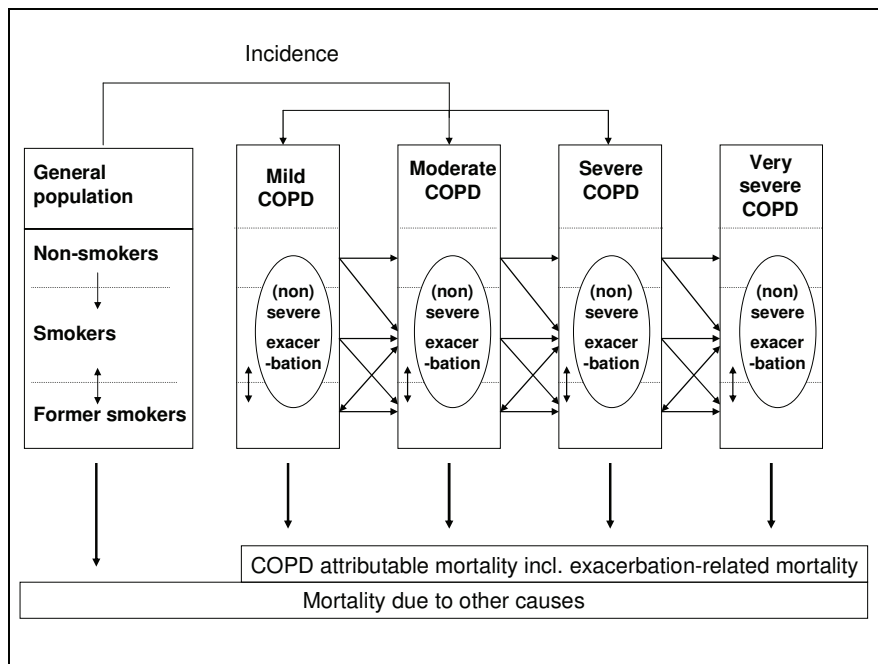 Incidence
General
population
Non-smokers
Smokers
Former smokers
Mild
COPD
(non)
severe
exacer
-bation
Moderate
COPD
(non)
severe
exacer
-bation
Severe
COPD
(non)
severe
exacer
-bation
Very
severe
COPD
(non)
severe
exacer
-bation
COPD attributable mortality incl. exacerbation-related mortality
Mortality due to other causes